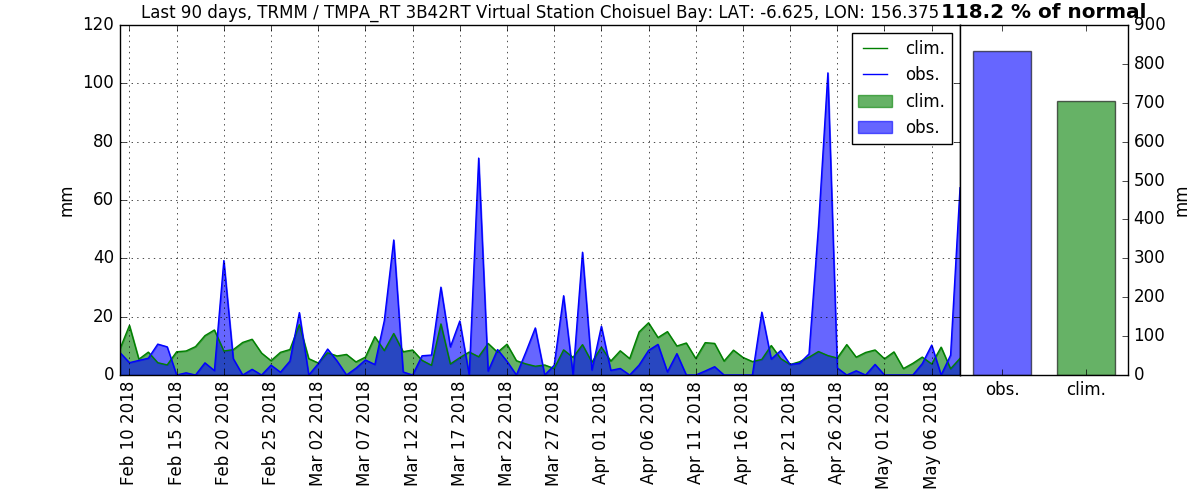 Last 90 days, TRMM / TMPA_RT 3B42RT Virtual Station Choisuel Bay: LAT: -6.625, LON: 156.375 118.2 % of normal
120
100
80
60
40
20
0
mm
clim.
obs.
clim.
obs.
Feb 10 2018
Feb 15 2018
Feb 20 2018
Feb 25 2018
Mar 02 2018
Mar 07 2018
Mar 12 2018
Mar 17 2018
Mar 22 2018
Mar 27 2018
Apr 01 2018
Apr 06 2018
Apr 11 2018
Apr 16 2018
Apr 21 2018
Apr 26 2018
May 01 2018
May 06 2018
900
800
700
600
500
400
300
200
100
0
mm
obs.
clim.